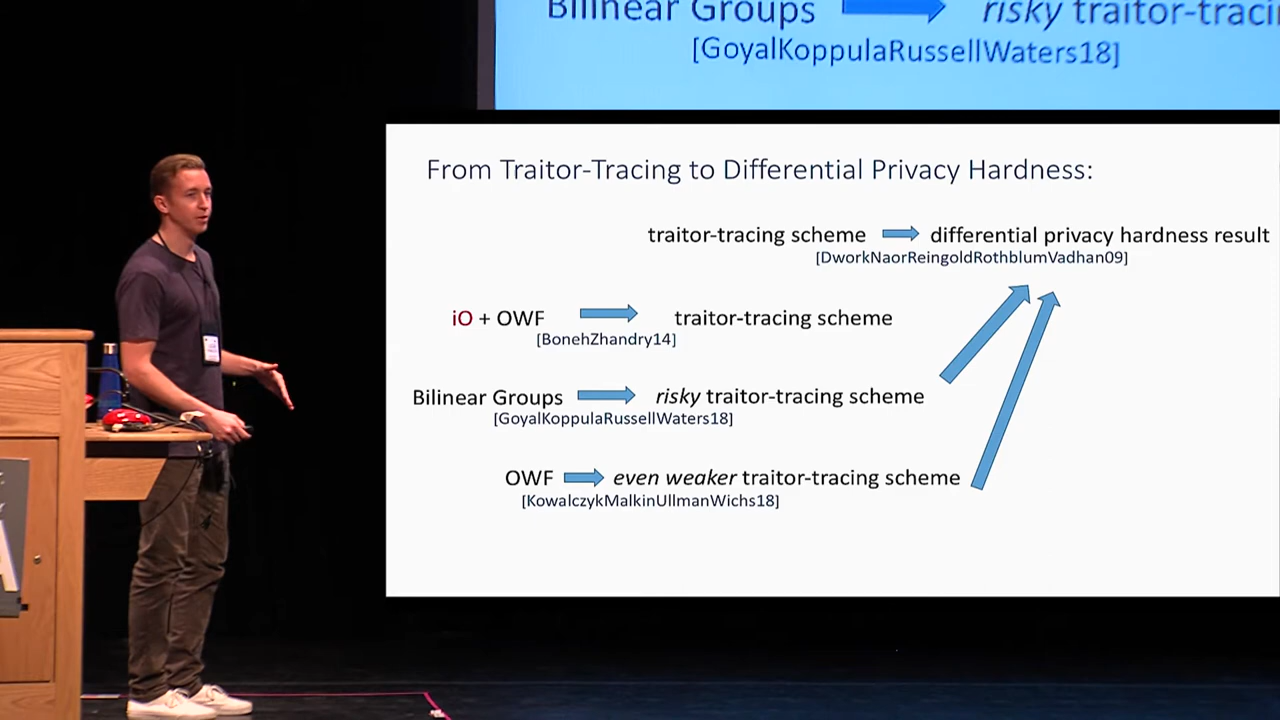 Bilinear Groups risky traitor-traci
[GoyalKoppulaRussellWaters18]
From Traitor-Tracing to Differential Privacy Hardness:
traitor-tracing scheme differential privacy hardness result
[DworkNaorReingoldRothblumVadhan09]
iO + OWF traitor-tracing scheme
[BonehZhandry14]
Bilinear Groups risky traitor-tracing scheme
[GoyalKoppulaRussellWaters18]
OWF even weaker traitor-tracing scheme
[KowalczykMalkinUllmanWichs18]
A